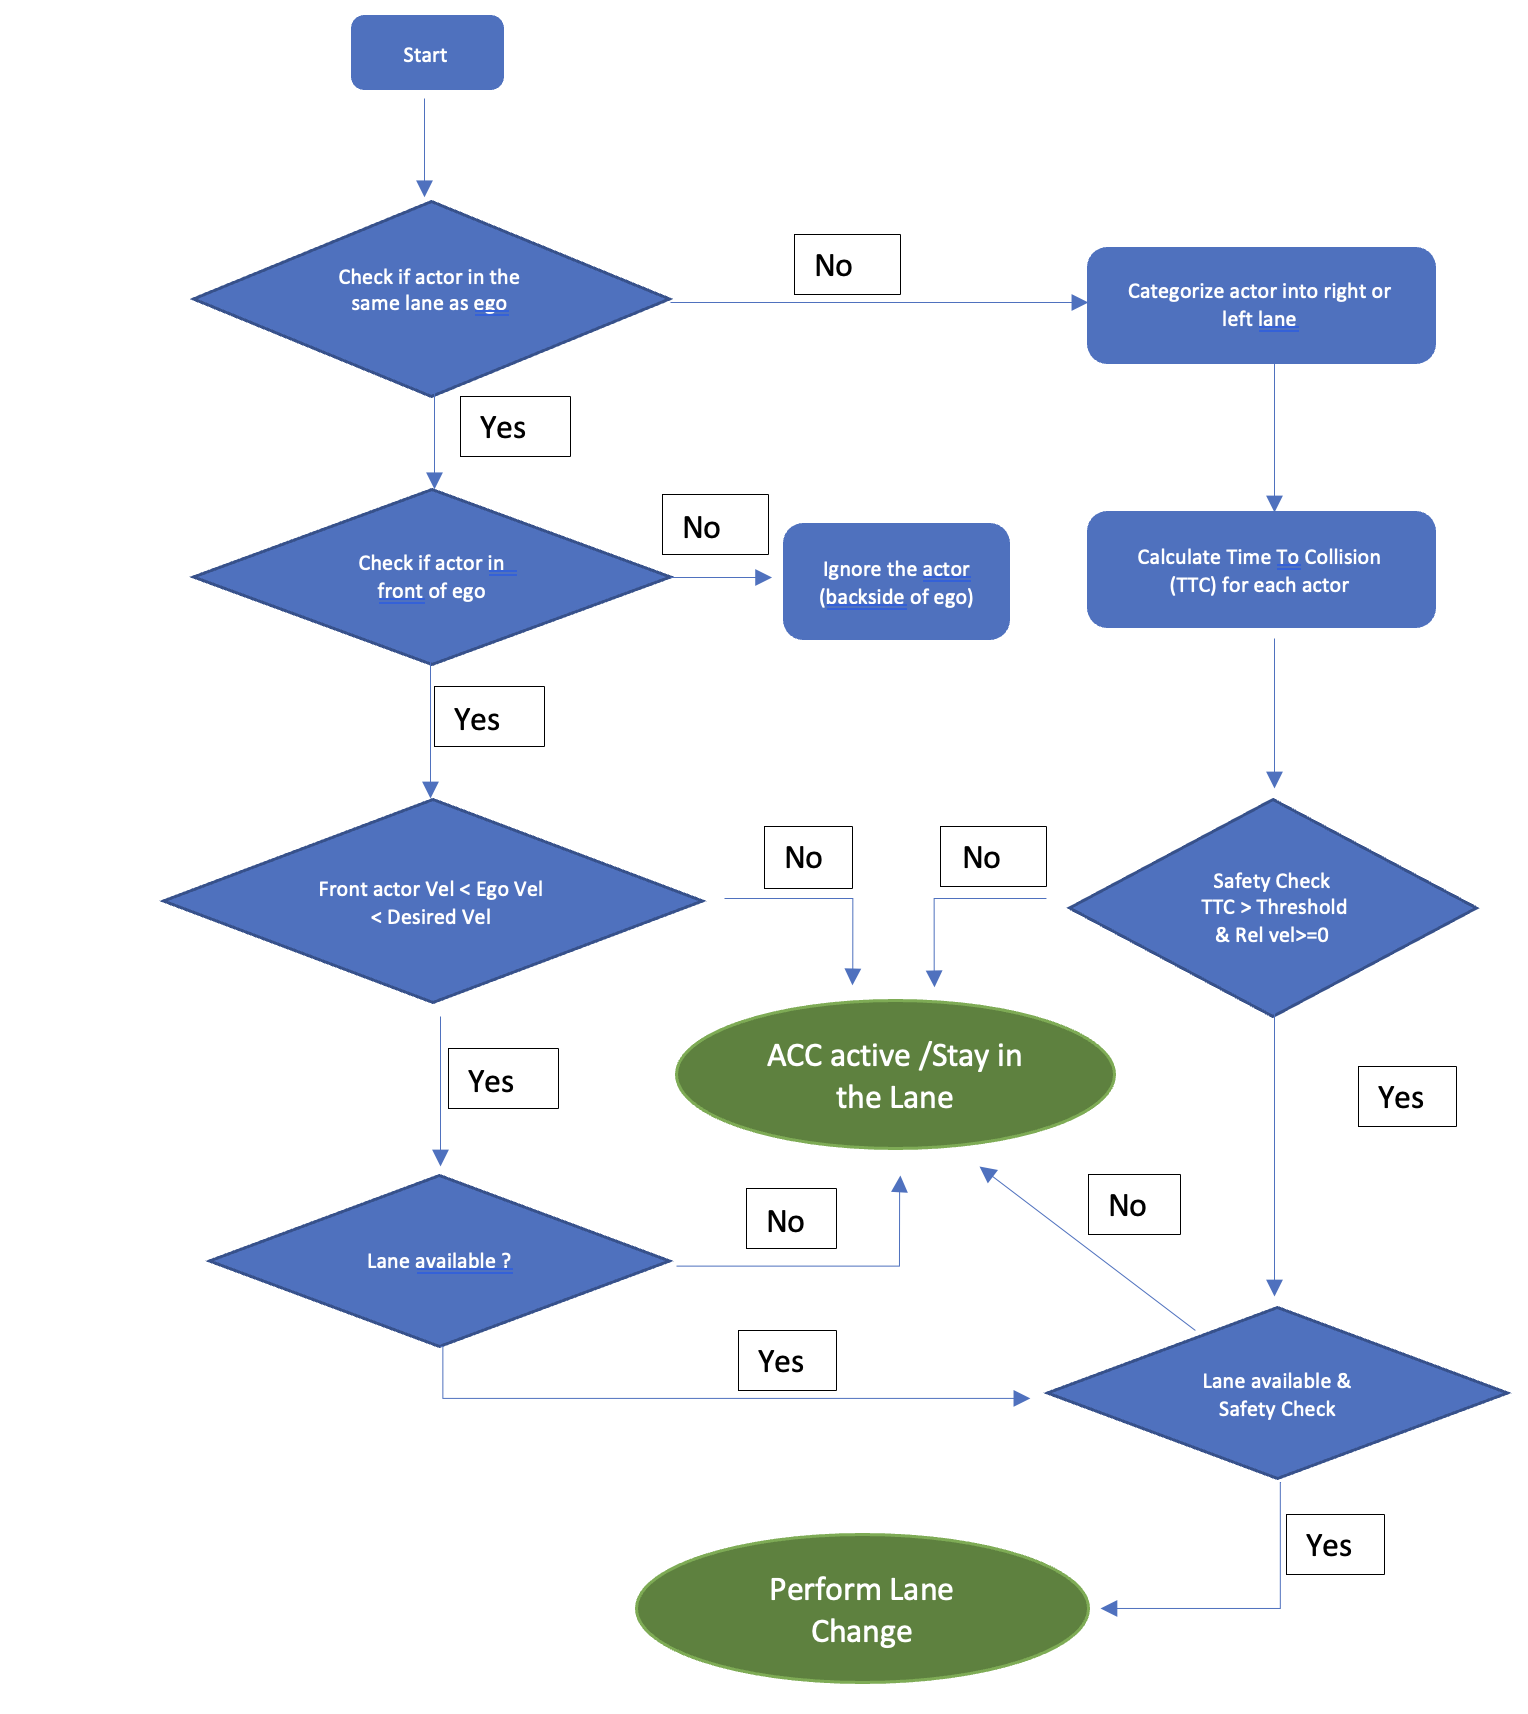 Start
Check if actor in the
same lane as ego
No
Categorize actor into right or
left lane
Yes
Check if actor in
front of ego
No
Ignore the actor
(backside of ego)
Calculate Time To Collision
(TTC) for each actor
Yes
Front actor Vel < Ego Vel
< Desired Vel
No
No
Safety Check
TTC > Threshold
& Rel vel>=0
Yes
ACC active /Stay in
the Lane
Yes
Lane available ?
No
No
Yes
Lane available &
Safety Check
Yes
Perform Lane
Change